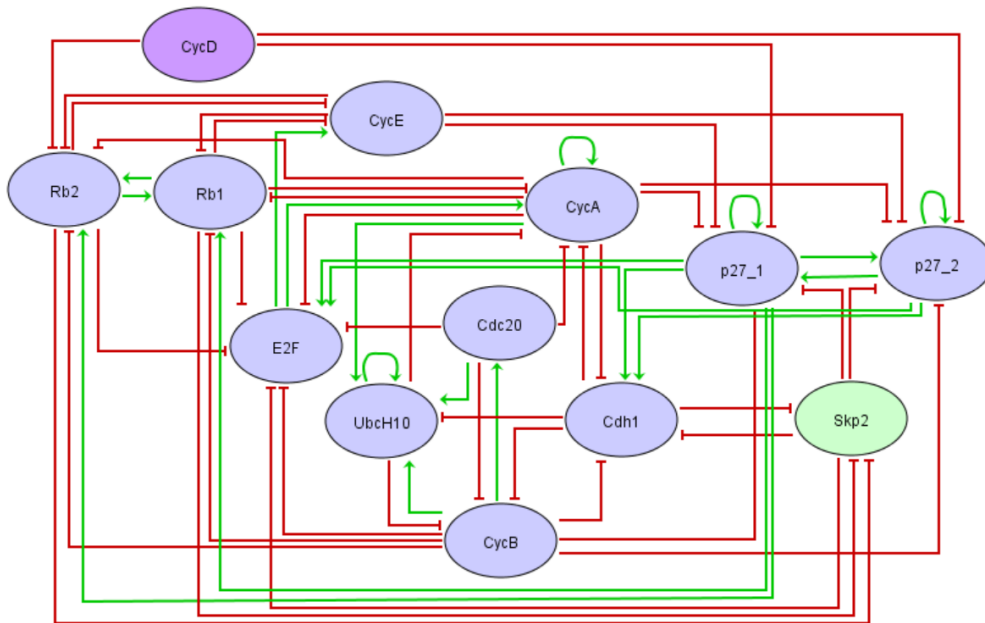 CycD
CycE
Rb2
Rb1
CycA
p27_1
p27_2
Cdc20
E2F
UbcH10
Cdh1
Skp2
CycB